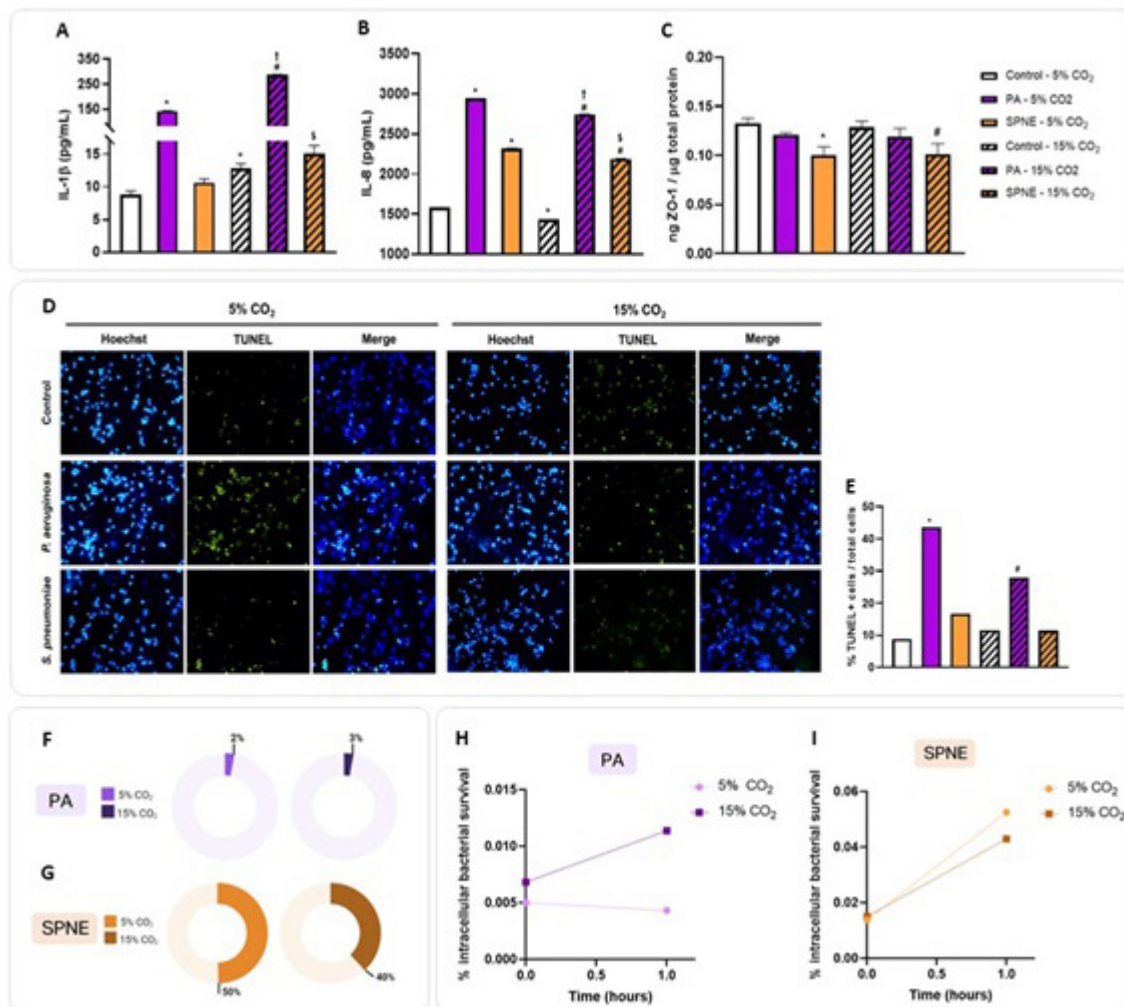 A
IL-1β (pg/mL)
350
250
150
15
10
5
0
*
*
†
#
$
B
IL-8 (pg/mL)
3500
3000
2500
2000
1500
1000
*
*
*
†
#
$
#
C
ng ZO-1 / µg total protein
0.20
0.15
0.10
0.05
0.00
*
#
Control - 5% CO₂
PA - 5% CO2
SPNE - 5% CO₂
Control - 15% CO₂
PA - 15% CO2
SPNE - 15% CO₂
D
5% CO₂
15% CO₂
Hoechst TUNEL Merge
Hoechst TUNEL Merge
Control
P. aeruginosa
S. pneumoniae
E
% TUNEL+ cells / total cells
50
40
30
20
10
0
*
#
F
PA
5% CO₂
15% CO₂
2%
3%
G
SPNE
5% CO₂
15% CO₂
50%
40%
H
PA
% intracellular bacterial survival
0.015
0.010
0.005
0.000
0.0 0.5 1.0
Time (hours)
5% CO₂
15% CO₂
I
SPNE
% intracellular bacterial survival
0.06
0.04
0.02
0.00
0.0 0.5 1.0
Time (hours)
5% CO₂
15% CO₂